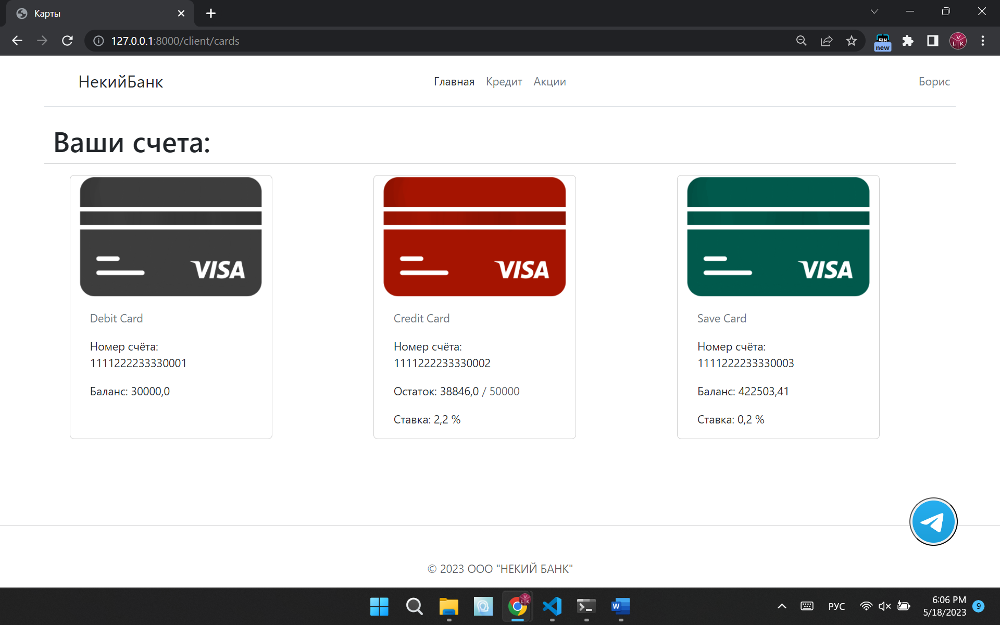 Карты
127.0.0.1:8000/client/cards
new
НекийБанк
Главная Кредит Акции
Борис
Ваши счета:
VISA
Debit Card
Номер счёта:
1111222233330001
Баланс: 30000,0
VISA
Credit Card
Номер счёта:
1111222233330002
Остаток: 38846,0 / 50000
Ставка: 2,2 %
VISA
Save Card
Номер счёта:
1111222233330003
Баланс: 422503,41
Ставка: 0,2 %
© 2023 ООО "НЕКИЙ БАНК"
РУС
6:06 PM
5/18/2023
9